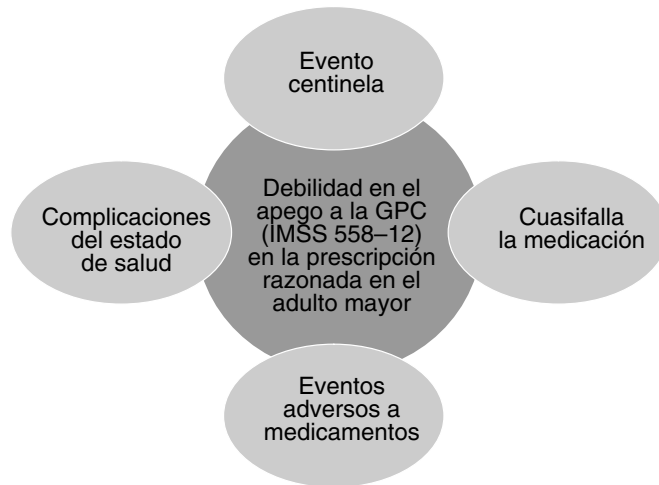 Evento
centinela
Complicaciones
del estado
de salud
Debilidad en el
apego a la GPC
(IMSS 558–12)
en la prescripción
razonada en el
adulto mayor
Cuasifalla
la medicación
Eventos
adversos a
medicamentos